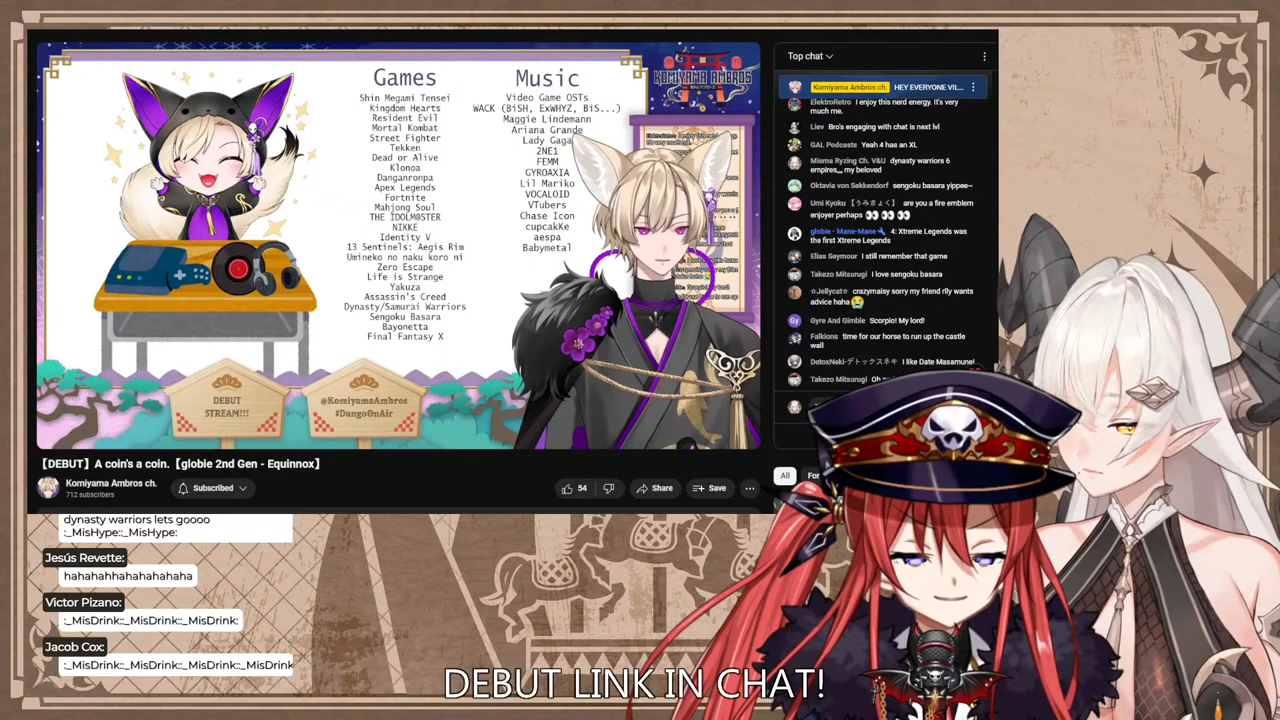 Games
Shin Megami Tensei
Kingdom Hearts
Resident Evil
Mortal Kombat
Street Fighter
Tekken
Dead or Alive
Klonoa
Danganronpa
Apex Legends
Fortnite
Mahjong Soul
THE IDOLM@STER
NIKKE
Identity V
13 Sentinels: Aegis Rim
Umineko no naku koro ni
Zero Escape
Life is Strange
Yakuza
Assassin's Creed
Dynasty/Samurai Warriors
Sengoku Basara
Bayonetta
Final Fantasy X
Music
Video Game OSTs
WACK (BiSH, ExWHYZ, BiS...)
Maggie Lindemann
Ariana Grande
Lady Gaga
2NE1
FEMM
GYROAXIA
Lil Mariko
VOCALOID
VTubers
Chase Icon
cupcakKe
aespa
Babymetal
KOMIYAMA AMBROS
DEBUT
STREAM!!!
@KomiyamaAmbros
#DangoOnAir
Top chat
Komiyama Ambros ch. HEY EVERYONE VIL...
ElektroRetro I enjoy this nerd energy. It's very
much me.
Liev Bro's engaging with chat is next lvl
GAL Podcasts Yeah 4 has an XL
Misma Ryzing Ch. V&U dynasty warriors 6
empires,,, my beloved
Oktavia von Sekkendorf sengoku basara yippee~
Umi Kyoku【うみきょく】 are you a fire emblem
enjoyer perhaps 👀 👀 👀
globie - Mane-Mane 4: Xtreme Legends was
the first Xtreme Legends
Elias Seymour I still remember that game
Takezo Mitsurugi I love sengoku basara
☆Jellycat☆ crazymaisy sorry my friend rlly wants
advice haha 😭
Gy Gyre And Gimble Scorpio! My lord!
Falkions time for our horse to run up the castle
wall
DetoxNeki-デトックスネキ I like Date Masamune!
Takezo Mitsurugi
【DEBUT】A coin's a coin.【globie 2nd Gen - Equinnox】
Komiyama Ambros ch.
712 subscribers
Subscribed
54
Share
Save
All
dynasty warriors lets goooo
:_MisHype::_MisHype:
Jesús Revette:
hahahahhahahahahaha
Victor Pizano:
:_MisDrink::_MisDrink::_MisDrink:
Jacob Cox:
:_MisDrink::_MisDrink::_MisDrink::_MisDrink
DEBUT LINK IN CHAT!